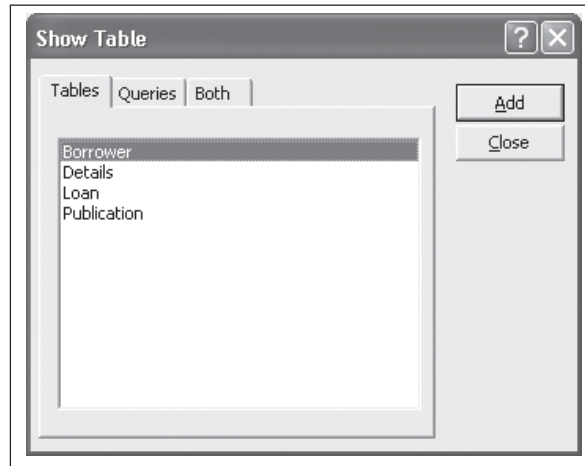 Show Table
Tables Queries Both
Add
Close
Borrower
Details
Loan
Publication